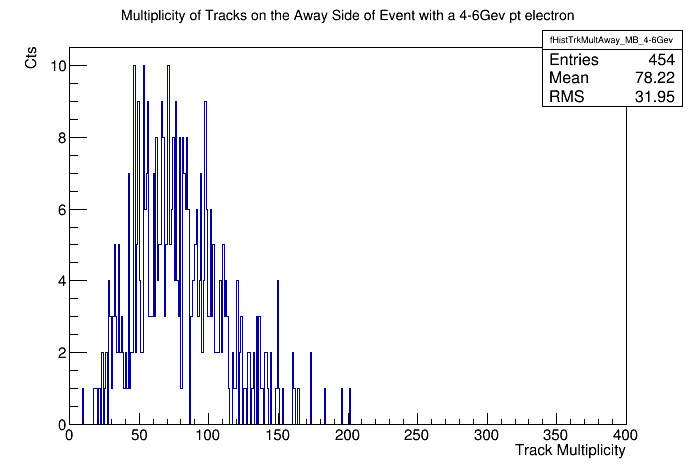 Multiplicity of Tracks on the Away Side of Event with a 4-6Gev pt electron
fHistTrkMultAway_MB_4-6Gev
Entries 454
Mean 78.22
RMS 31.95
Cts
10
8
6
4
2
0
0 50 100 150 200 250 300 350 400
Track Multiplicity